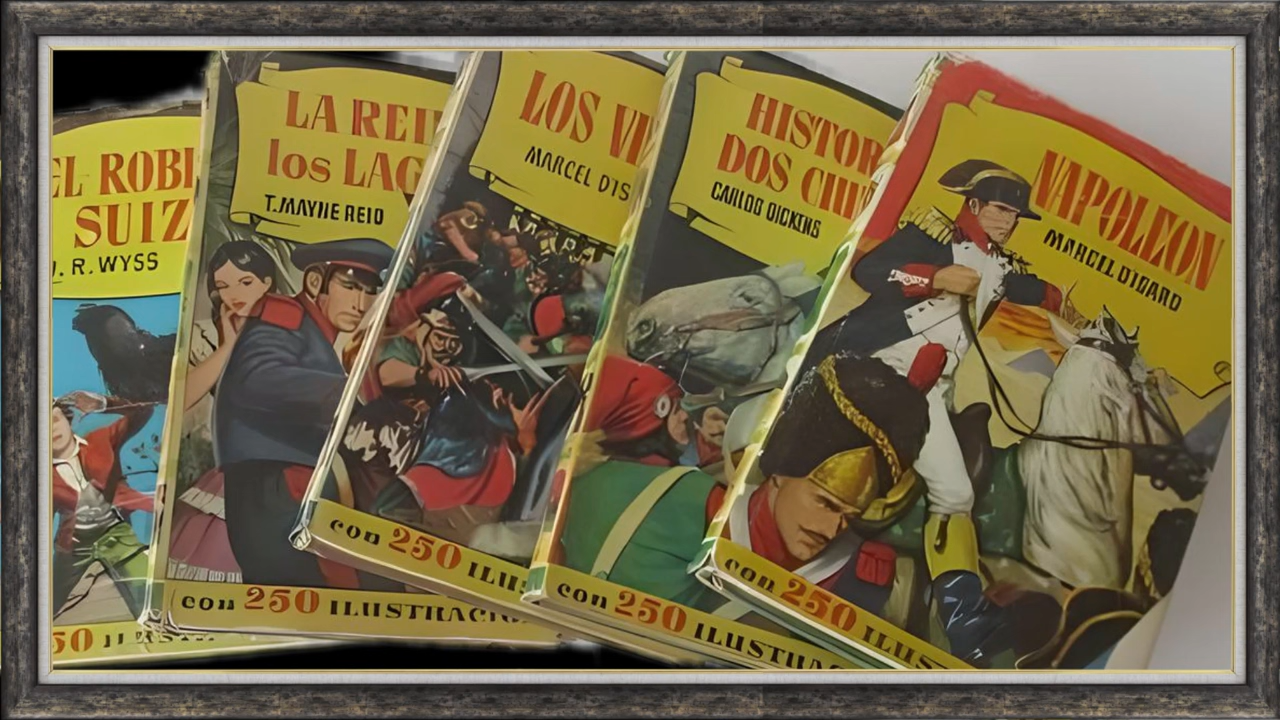 EL ROBI
SUIZ
J. R. WYSS
50
LA REI
los LAG
T. MAYNE REID
con 250 ILUSTRACIO
LOS VI
MARCEL D'IS
con 250 ILUS
HISTOR
DOS CIU
CARLOS DICKENS
con 250 ILUSTRA
NAPOLEON
MARCEL D'ISARD
con 250 ILUS